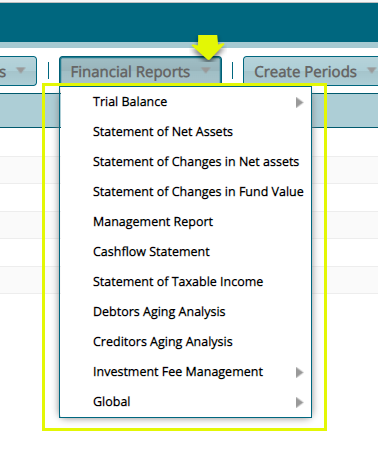 s Financial Reports Create Periods
Trial Balance
Statement of Net Assets
Statement of Changes in Net assets
Statement of Changes in Fund Value
Management Report
Cashflow Statement
Statement of Taxable Income
Debtors Aging Analysis
Creditors Aging Analysis
Investment Fee Management
Global